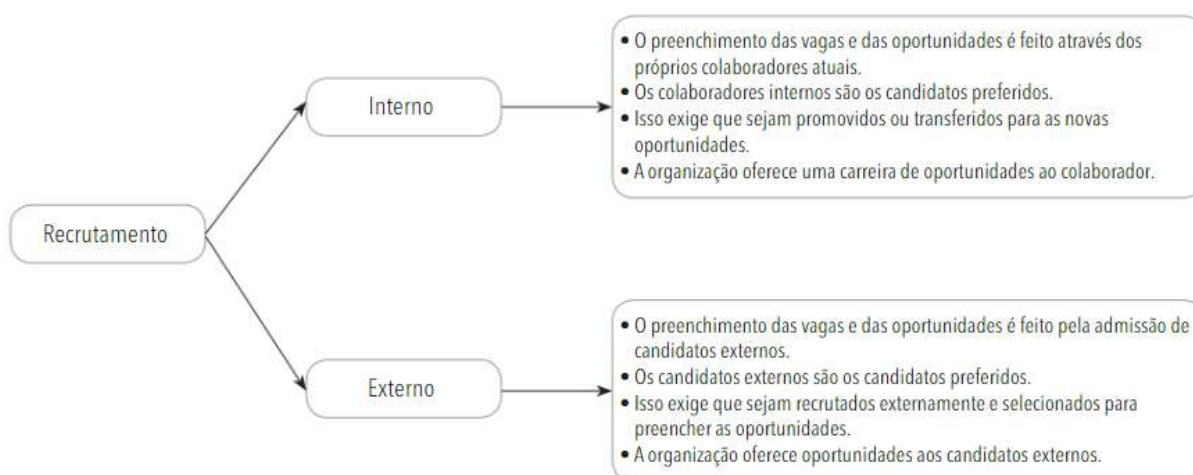 Recrutamento
Interno
• O preenchimento das vagas e das oportunidades é feito através dos
próprios colaboradores atuais.
• Os colaboradores internos são os candidatos preferidos.
• Isso exige que sejam promovidos ou transferidos para as novas
oportunidades.
• A organização oferece uma carreira de oportunidades ao colaborador.
Externo
• O preenchimento das vagas e das oportunidades é feito pela admissão de
candidatos externos.
• Os candidatos externos são os candidatos preferidos.
• Isso exige que sejam recrutados externamente e selecionados para
preencher as oportunidades.
• A organização oferece oportunidades aos candidatos externos.